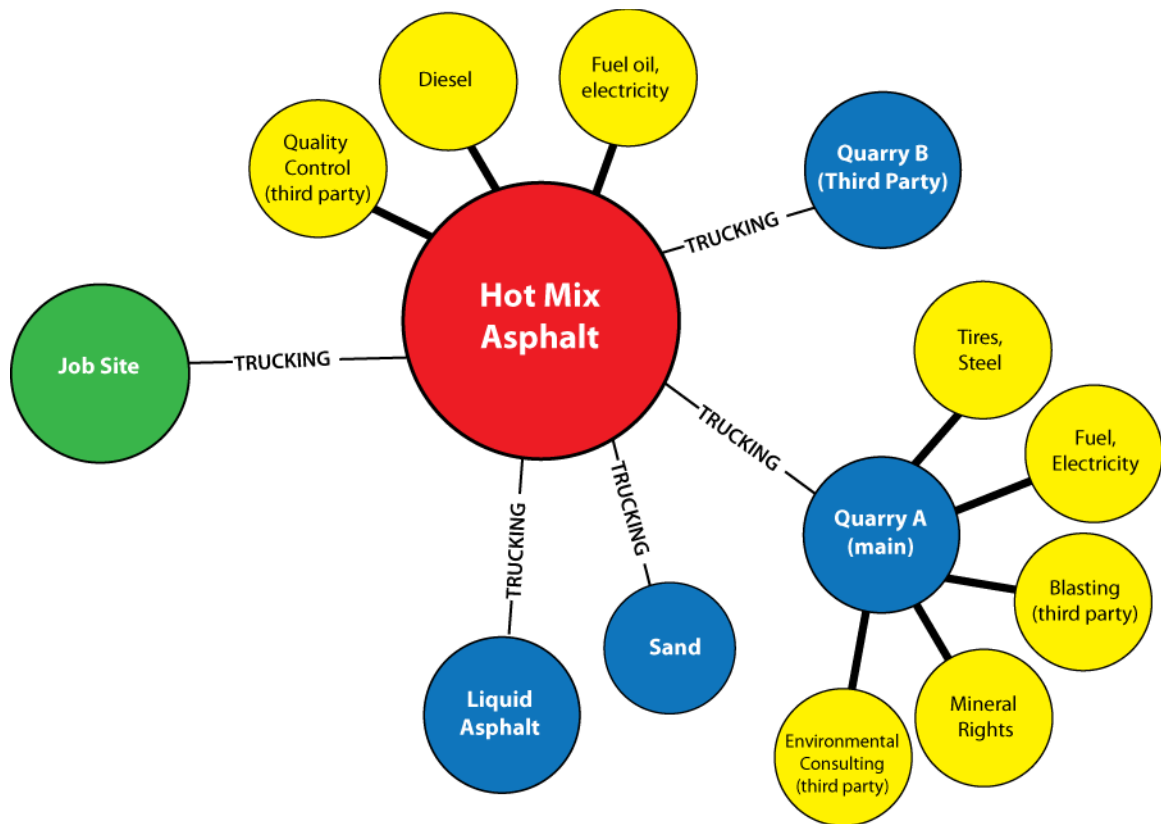 Diesel
Fuel oil,
electricity
Quality
Control
(third party)
Quarry B
(Third Party)
TRUCKING
Hot Mix
Asphalt
Job Site
TRUCKING
Tires,
Steel
TRUCKING
Fuel,
Electricity
TRUCKING
TRUCKING
Quarry A
(main)
Blasting
(third party)
Sand
Liquid
Asphalt
Mineral
Rights
Environmental
Consulting
(third party)